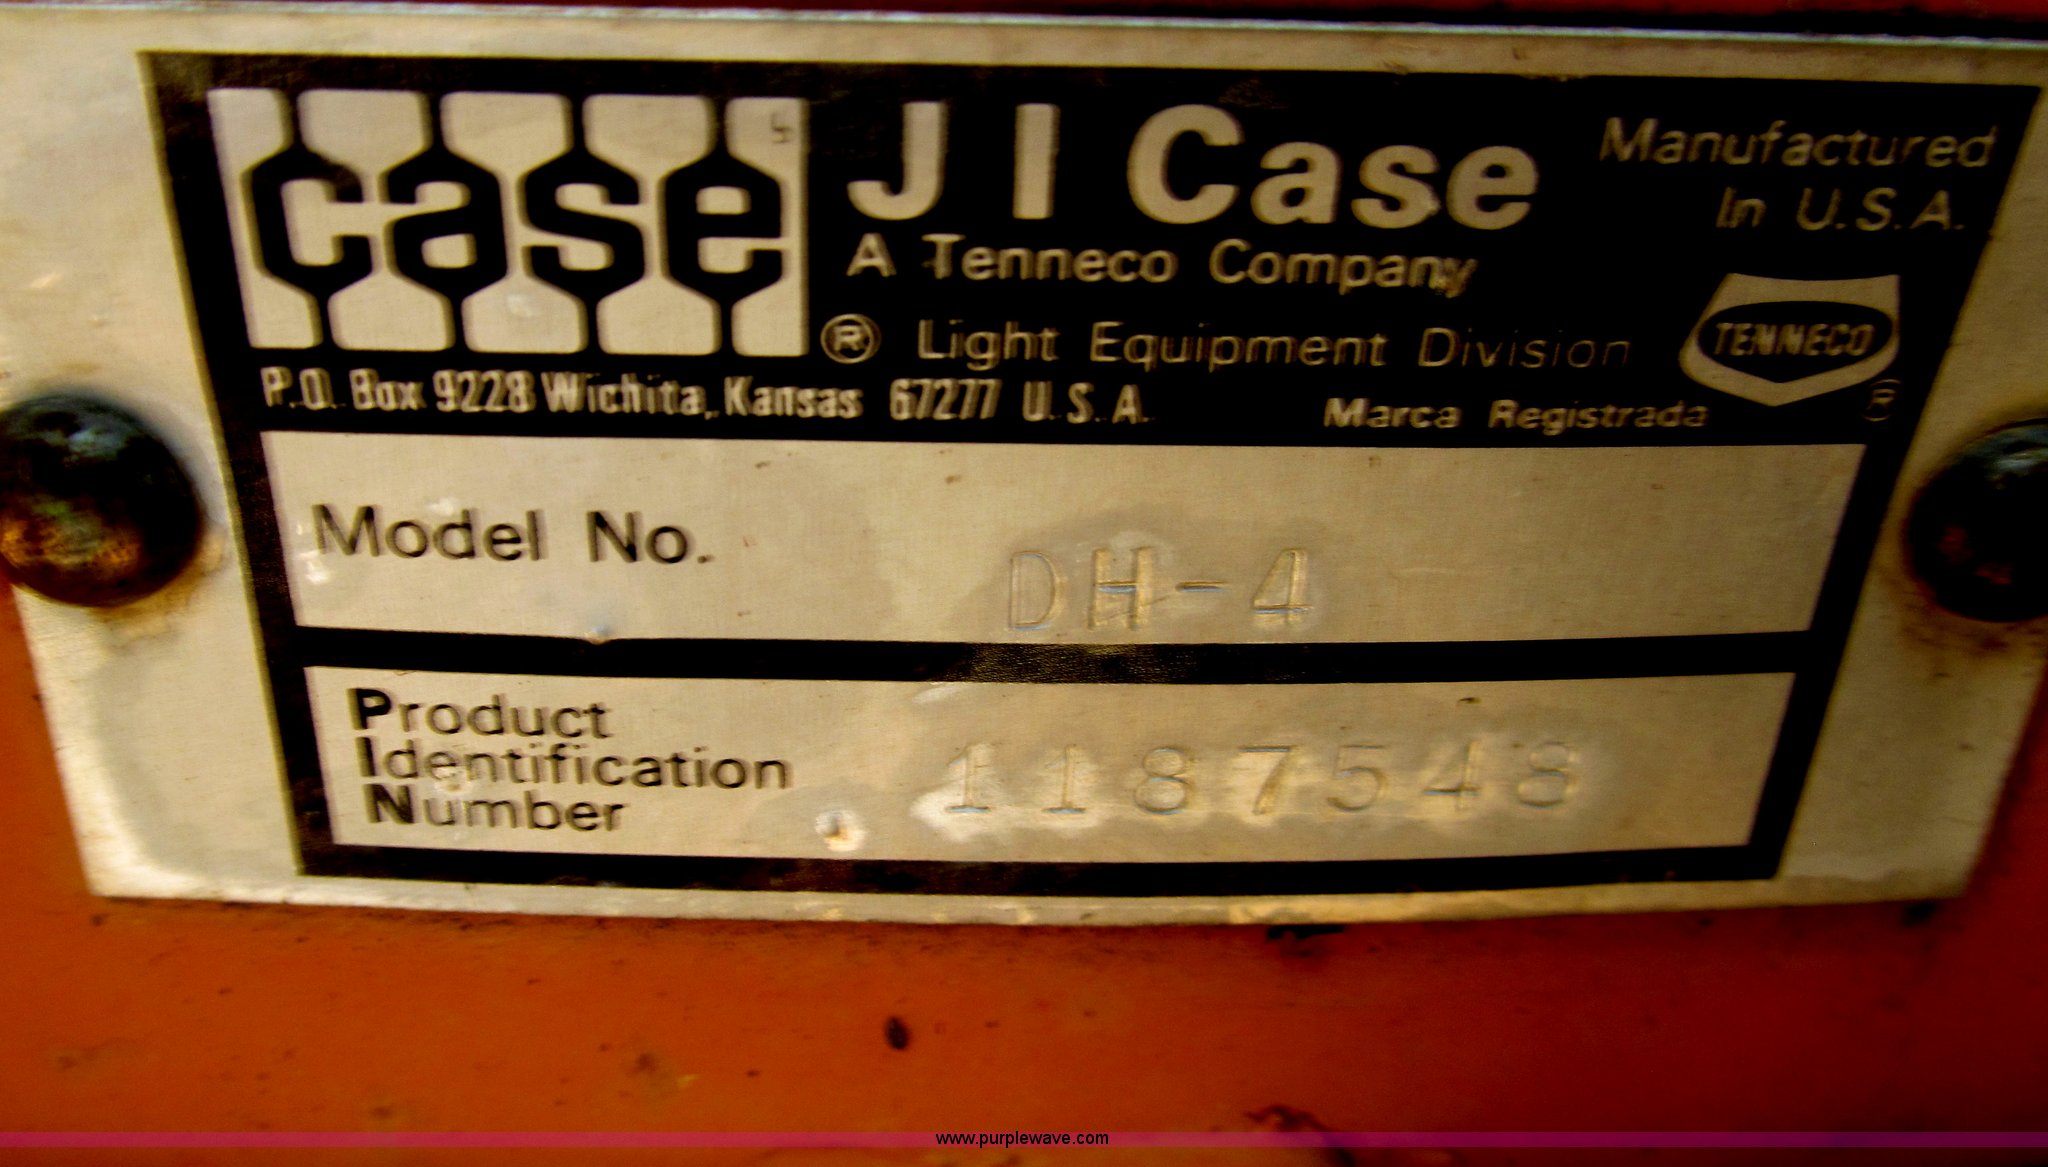 case
J I Case
Manufactured
In U.S.A.
A Tenneco Company
® Light Equipment Division
TENNECO
®
P.O. Box 9228 Wichita, Kansas 67277 U.S.A.
Marca Registrada
Model No. DH-4
Product
Identification
Number
1187548
www.purplewave.com